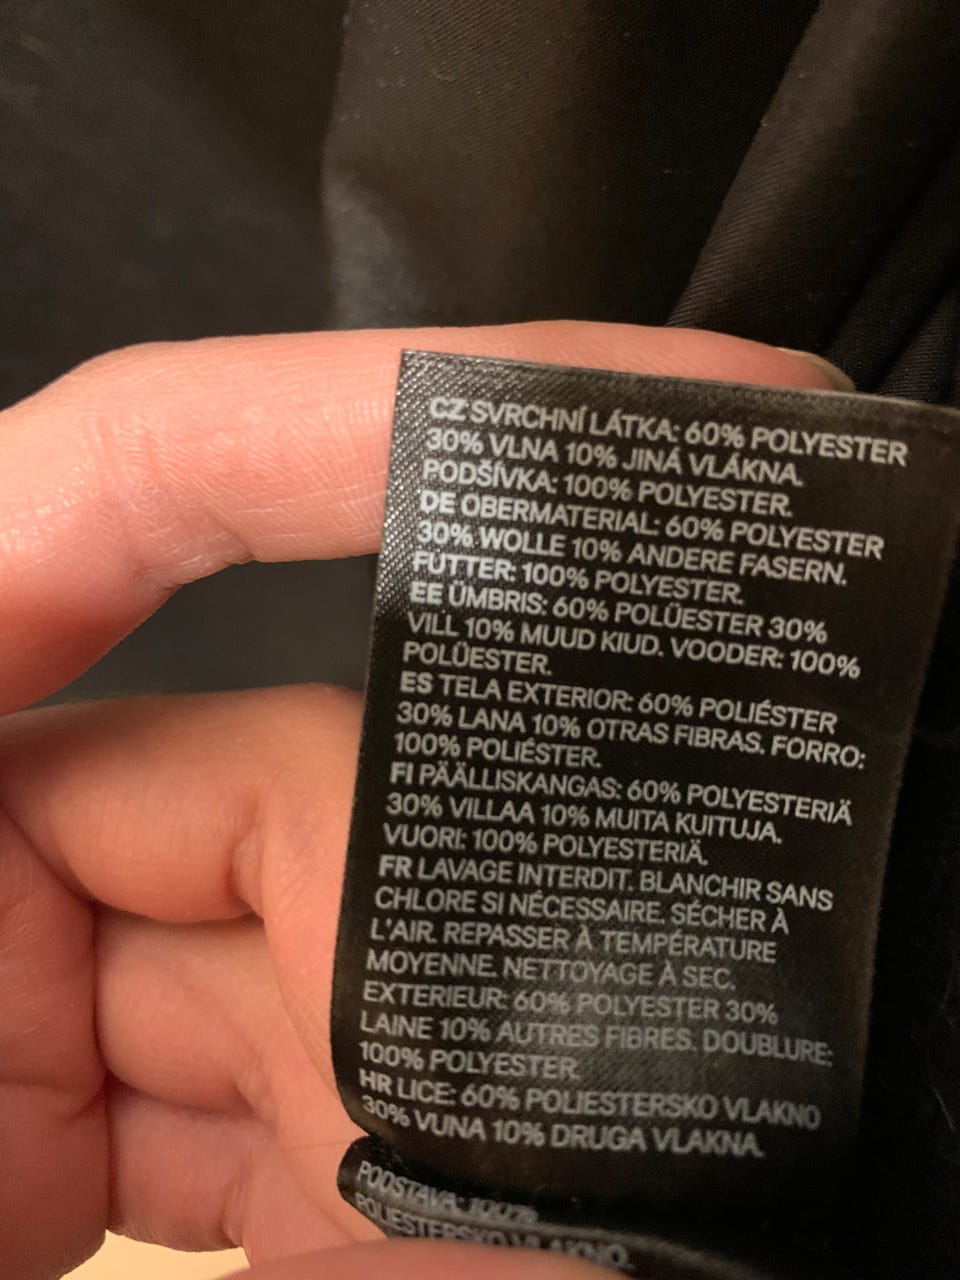 CZ SVRCHNÍ LÁTKA: 60% POLYESTER
30% VLNA 10% JINÁ VLÁKNA.
PODŠÍVKA: 100% POLYESTER.
DE OBERMATERIAL: 60% POLYESTER
30% WOLLE 10% ANDERE FASERN.
FUTTER: 100% POLYESTER.
EE ÜMBRIS: 60% POLÜESTER 30%
VILL 10% MUUD KIUD. VOODER: 100%
POLÜESTER.
ES TELA EXTERIOR: 60% POLIÉSTER
30% LANA 10% OTRAS FIBRAS. FORRO:
100% POLIÉSTER.
FI PÄÄLLISKANGAS: 60% POLYESTERIÄ
30% VILLAA 10% MUITA KUITUJA.
VUORI: 100% POLYESTERIÄ.
FR LAVAGE INTERDIT. BLANCHIR SANS
CHLORE SI NÉCESSAIRE. SÉCHER À
L'AIR. REPASSER À TEMPÉRATURE
MOYENNE. NETTOYAGE À SEC.
EXTERIEUR: 60% POLYESTER 30%
LAINE 10% AUTRES FIBRES. DOUBLURE:
100% POLYESTER.
HR LICE: 60% POLIESTERSKO VLAKNO
30% VUNA 10% DRUGA VLAKNA.
PODSTAVA: 100%
POLIESTERSKO VLAKNO.